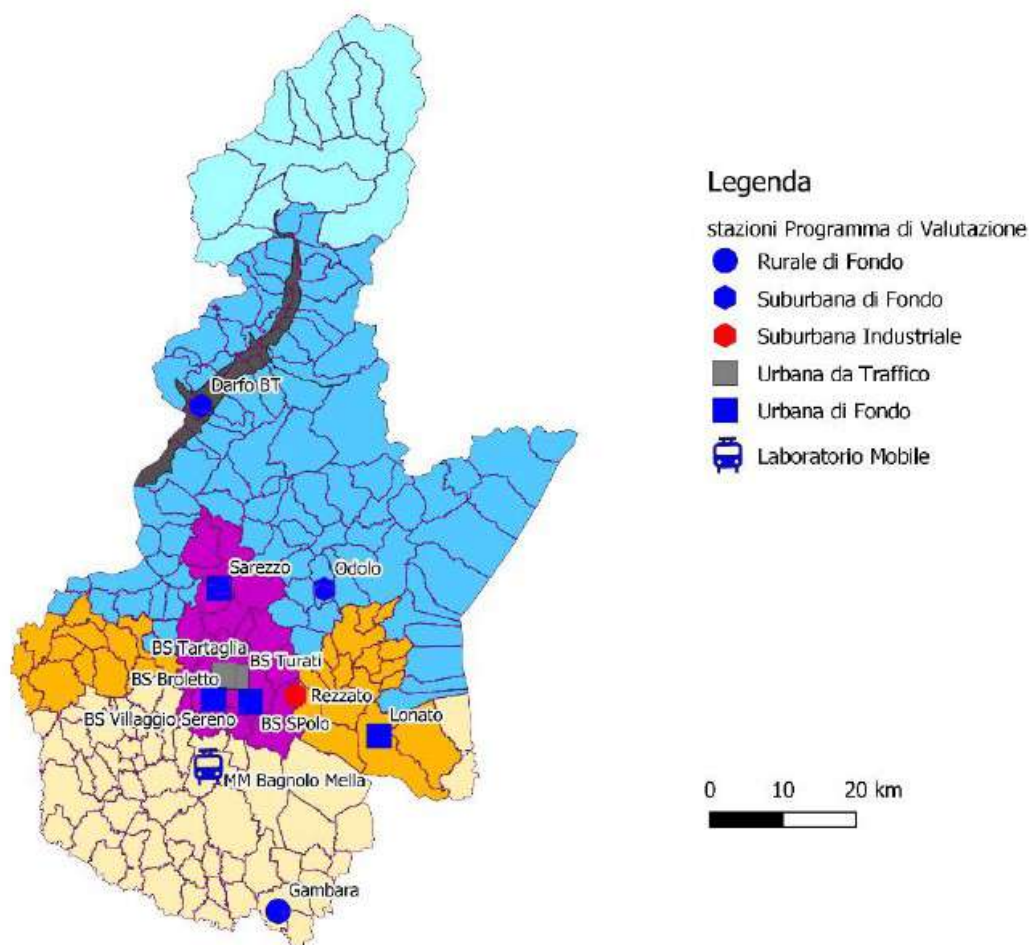 Legenda
stazioni Programma di Valutazione
Rurale di Fondo
Suburbana di Fondo
Suburbana Industriale
Urbana da Traffico
Urbana di Fondo
Laboratorio Mobile
Darfo BT
Sarezzo
Odolo
BS Tartaglia
BS Turati
BS Broletto
Rezzato
BS Villaggio Sereno
BS SPolo
Lonato
MM Bagnolo Mella
Gambara
0 10 20 km